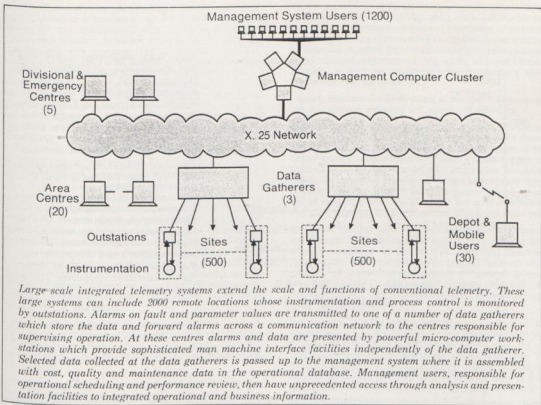 Management System Users (1200)
Management Computer Cluster
Divisional &
Emergency
Centres
(5)
X. 25 Network
Area
Centres
(20)
Data
Gatherers
(3)
Depot &
Mobile
Users
(30)
Outstations
Sites
(500)
Sites
(500)
Instrumentation
Large scale integrated telemetry systems extend the scale and functions of conventional telemetry. These
large systems can include 2000 remote locations whose instrumentation and process control is monitored
by outstations. Alarms on fault and parameter values are transmitted to one of a number of data gatherers
which store the data and forward alarms across a communication network to the centres responsible for
supervising operation. At these centres alarms and data are presented by powerful micro-computer work-
stations which provide sophisticated man machine interface facilities independently of the data gatherer.
Selected data collected at the data gatherers is passed up to the management system where it is assembled
with cost, quality and maintenance data in the operational database. Management users, responsible for
operational scheduling and performance review, then have unprecedented access through analysis and presen-
tation facilities to integrated operational and business information.